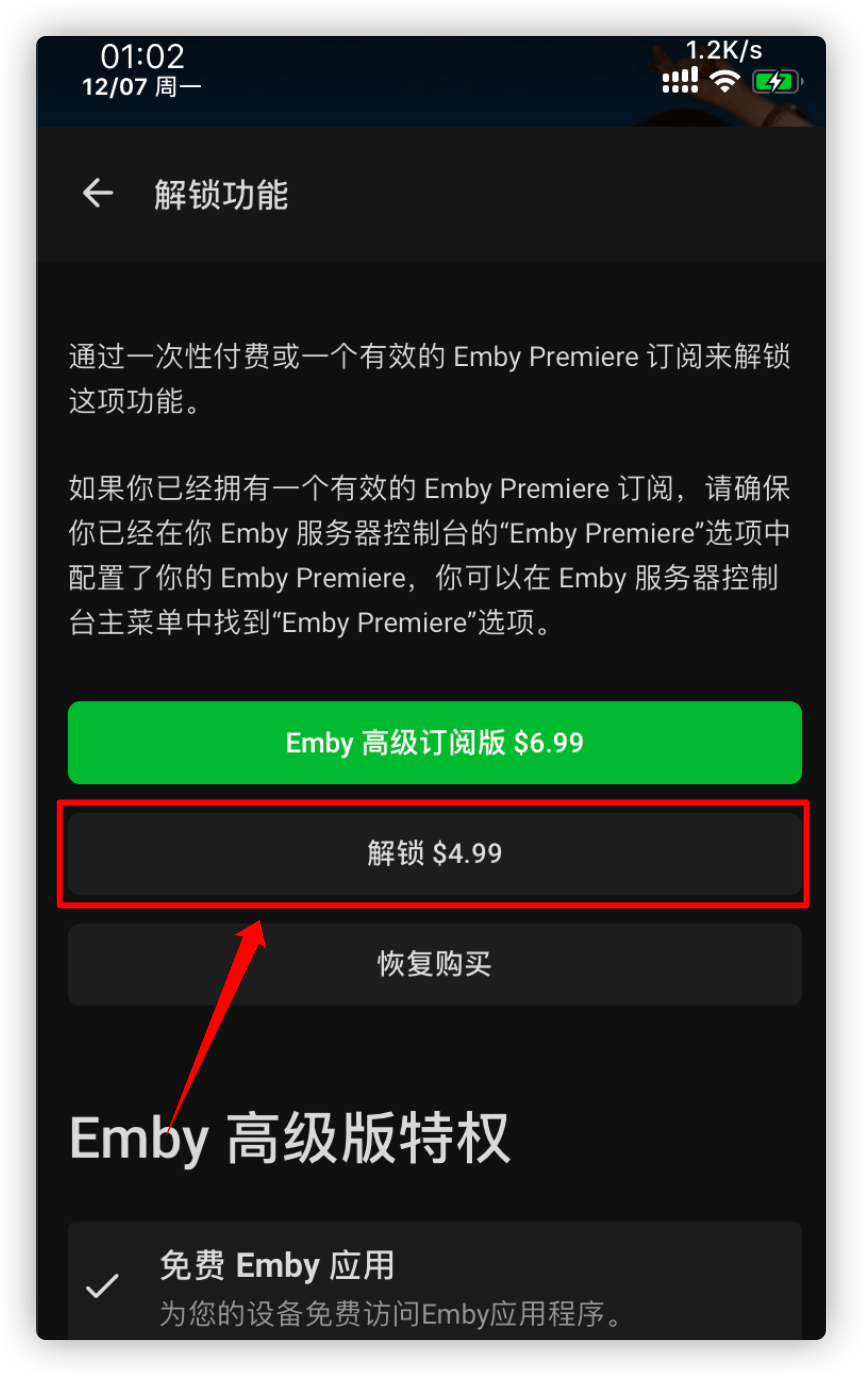 01:02
1.2K/s
12/07 周一
解锁功能
通过一次性付费或一个有效的 Emby Premiere 订阅来解锁
这项功能。
如果你已经拥有一个有效的 Emby Premiere 订阅，请确保
你已经在你 Emby 服务器控制台的“Emby Premiere”选项中
配置了你的 Emby Premiere，你可以在 Emby 服务器控制
台主菜单中找到“Emby Premiere”选项。
Emby 高级订阅版 $6.99
解锁 $4.99
恢复购买
Emby 高级版特权
免费 Emby 应用
为您的设备免费访问Emby应用程序。